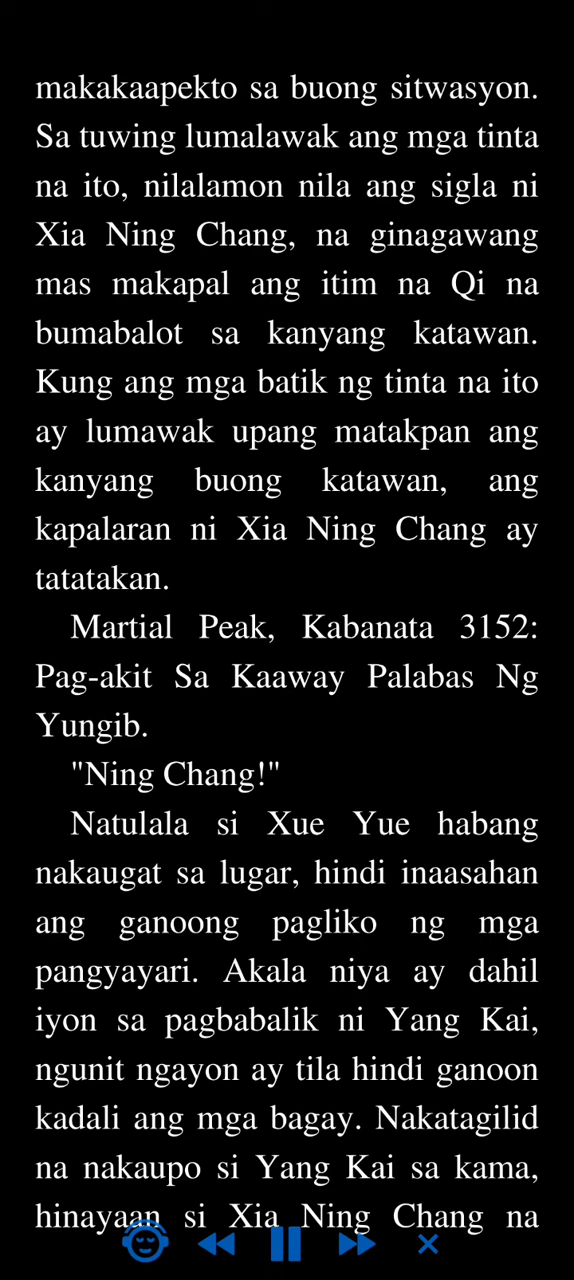 makakaapekto sa buong sitwasyon.
Sa tuwing lumalawak ang mga tinta
na ito, nilalamon nila ang sigla ni
Xia Ning Chang, na ginagawang
mas makapal ang itim na Qi na
bumabalot sa kanyang katawan.
Kung ang mga batik ng tinta na ito
ay lumawak upang matakpan ang
kanyang buong katawan, ang
kapalaran ni Xia Ning Chang ay
tatatakan.
Martial Peak, Kabanata 3152:
Pag-akit Sa Kaaway Palabas Ng
Yungib.
"Ning Chang!"
Natulala si Xue Yue habang
nakaugat sa lugar, hindi inaasahan
ang ganoong pagliko ng mga
pangyayari. Akala niya ay dahil
iyon sa pagbabalik ni Yang Kai,
ngunit ngayon ay tila hindi ganoon
kadali ang mga bagay. Nakatagilid
na nakaupo si Yang Kai sa kama,
hinayaan si Xia Ning Chang na